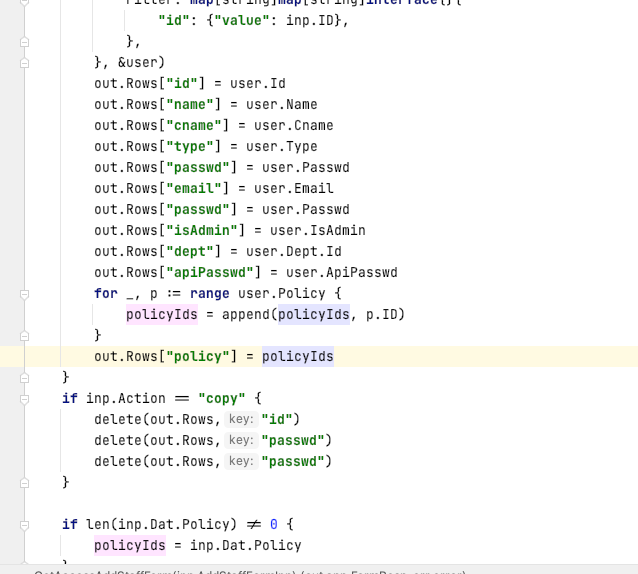 Filter: map[string]map[string]interface{}{
"id": {"value": inp.ID},
},
}, &user)
out.Rows["id"] = user.Id
out.Rows["name"] = user.Name
out.Rows["cname"] = user.Cname
out.Rows["type"] = user.Type
out.Rows["passwd"] = user.Passwd
out.Rows["email"] = user.Email
out.Rows["passwd"] = user.Passwd
out.Rows["isAdmin"] = user.IsAdmin
out.Rows["dept"] = user.Dept.Id
out.Rows["apiPasswd"] = user.ApiPasswd
for _, p := range user.Policy {
policyIds = append(policyIds, p.ID)
}
out.Rows["policy"] = policyIds
}
if inp.Action == "copy" {
delete(out.Rows, key: "id")
delete(out.Rows, key: "passwd")
delete(out.Rows, key: "passwd")
}
if len(inp.Dat.Policy) ≠ 0 {
policyIds = inp.Dat.Policy
}